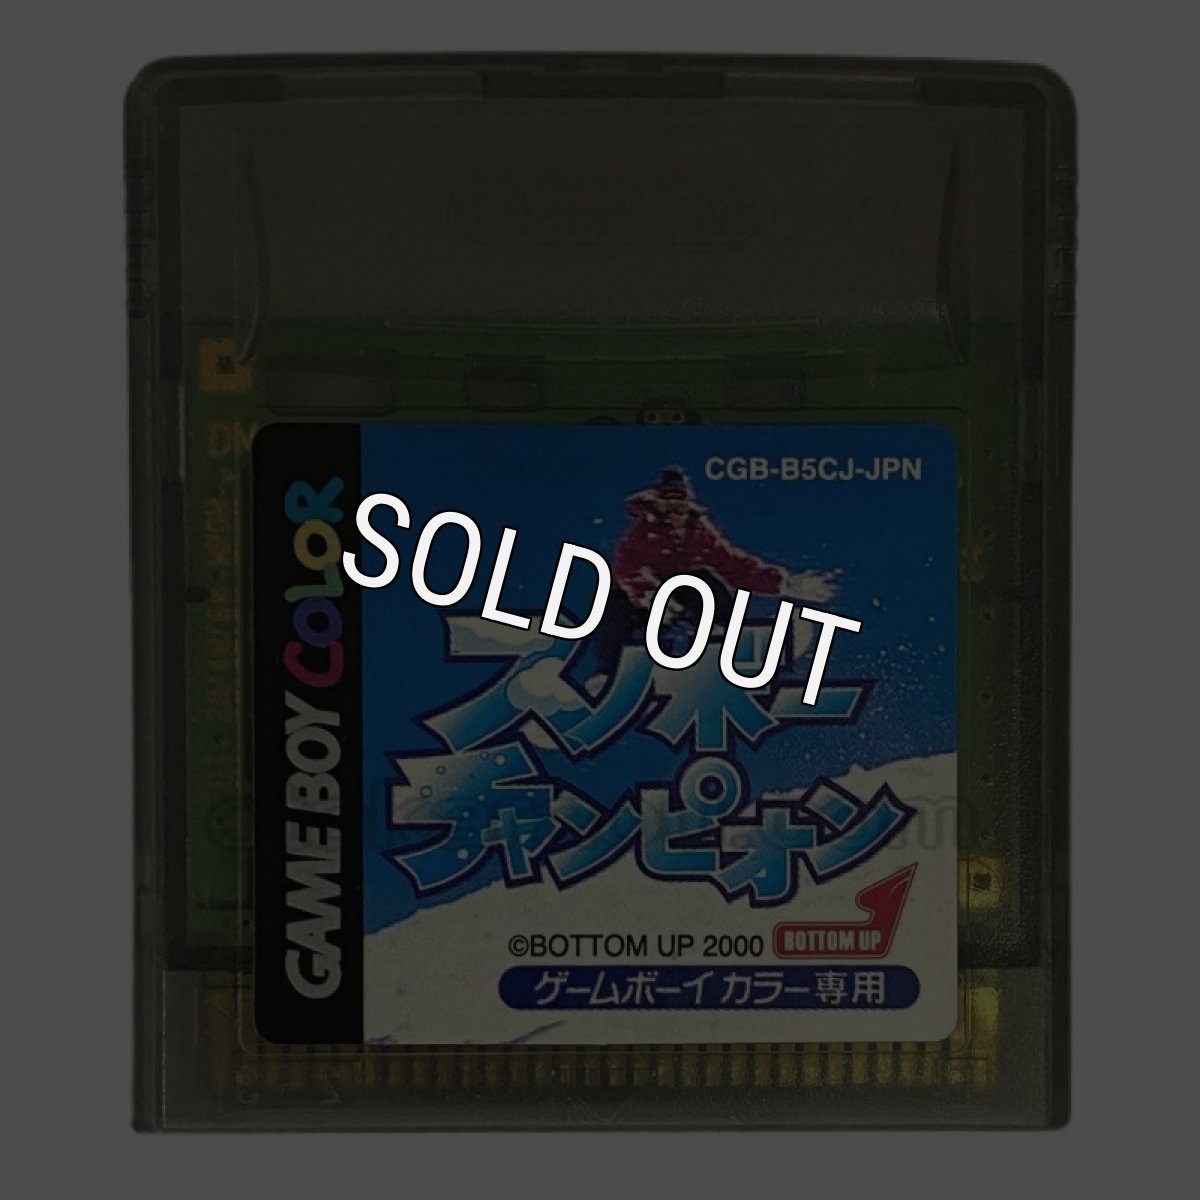 CGB-B5CJ-JPN
GAME BOY COLOR
SOLD OUT
スノボー
チャンピオン
©BOTTOM UP 2000
BOTTOM UP
ゲームボーイ カラー専用